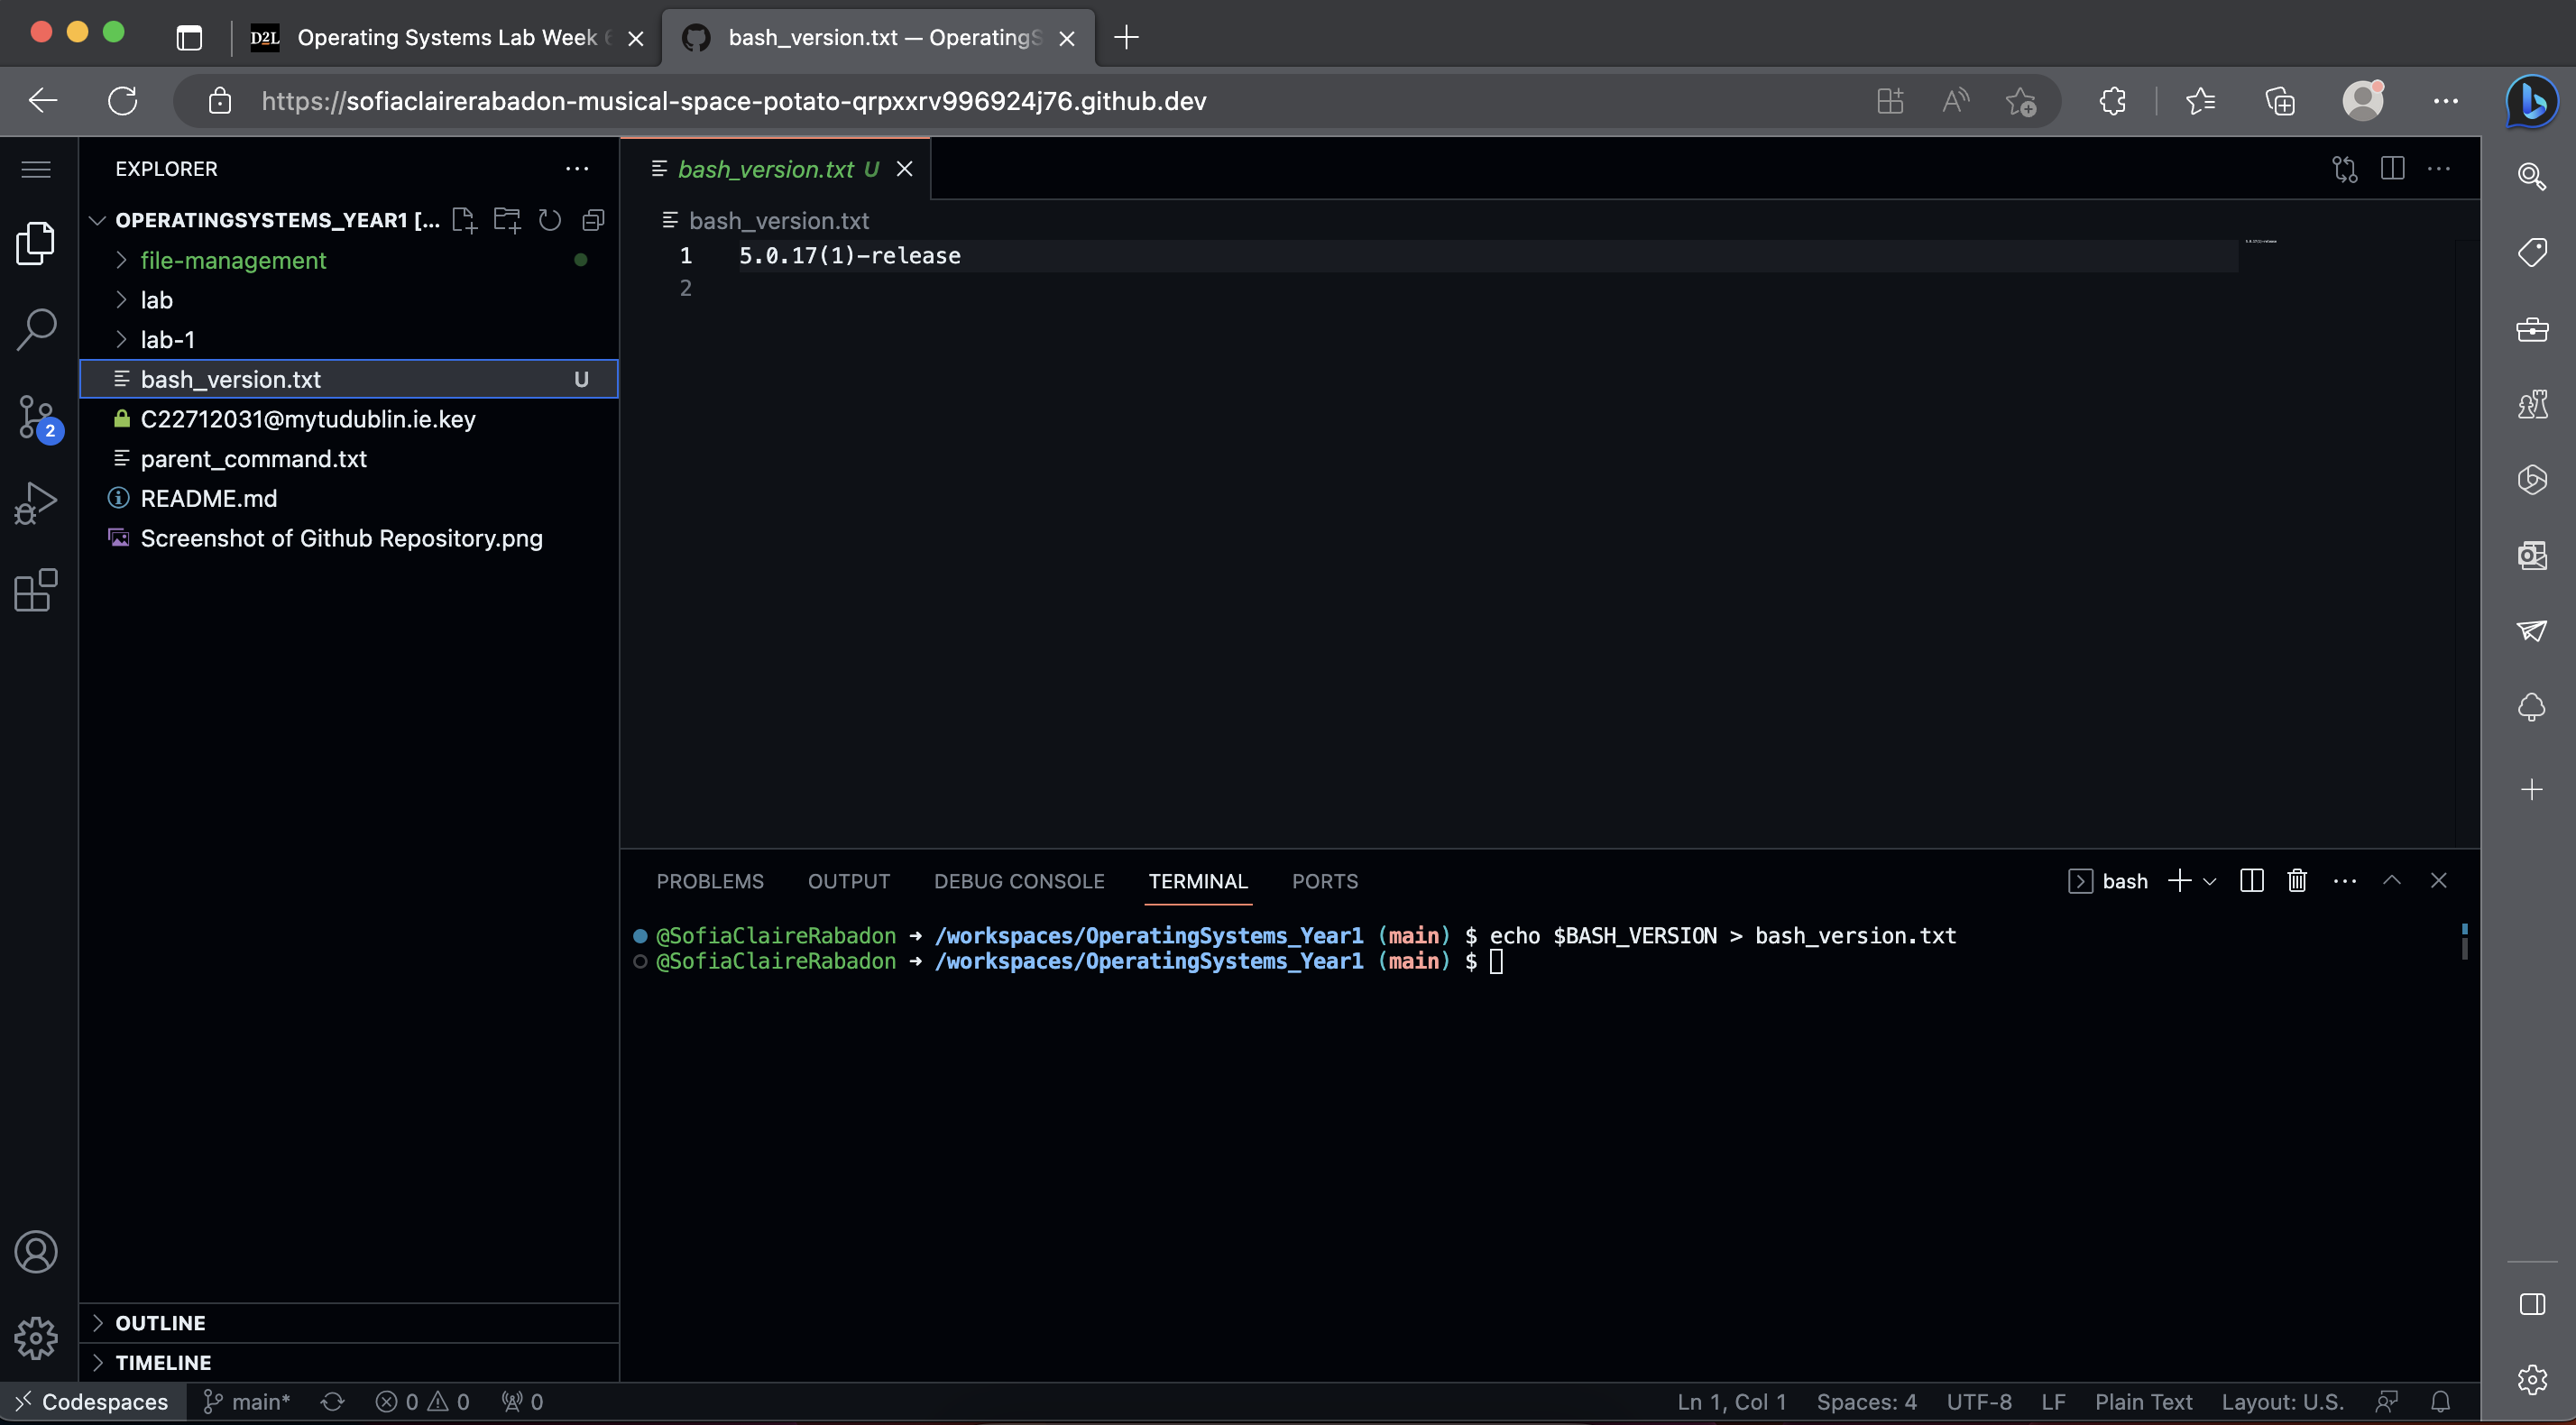 D2L Operating Systems Lab Week 6
bash_version.txt — OperatingS
https://sofiaclairerabadon-musical-space-potato-qrpxxrv996924j76.github.dev
EXPLORER
OPERATINGSYSTEMS_YEAR1 [...
file-management
lab
lab-1
bash_version.txt U
C22712031@mytudublin.ie.key
parent_command.txt
README.md
Screenshot of Github Repository.png
2
OUTLINE
TIMELINE
bash_version.txt U
bash_version.txt
1 5.0.17(1)-release
2
PROBLEMS OUTPUT DEBUG CONSOLE TERMINAL PORTS
bash
@SofiaClaireRabadon → /workspaces/OperatingSystems_Year1 (main) $ echo $BASH_VERSION > bash_version.txt
@SofiaClaireRabadon → /workspaces/OperatingSystems_Year1 (main) $
Codespaces main* 0 0 0 Ln 1, Col 1 Spaces: 4 UTF-8 LF Plain Text Layout: U.S.